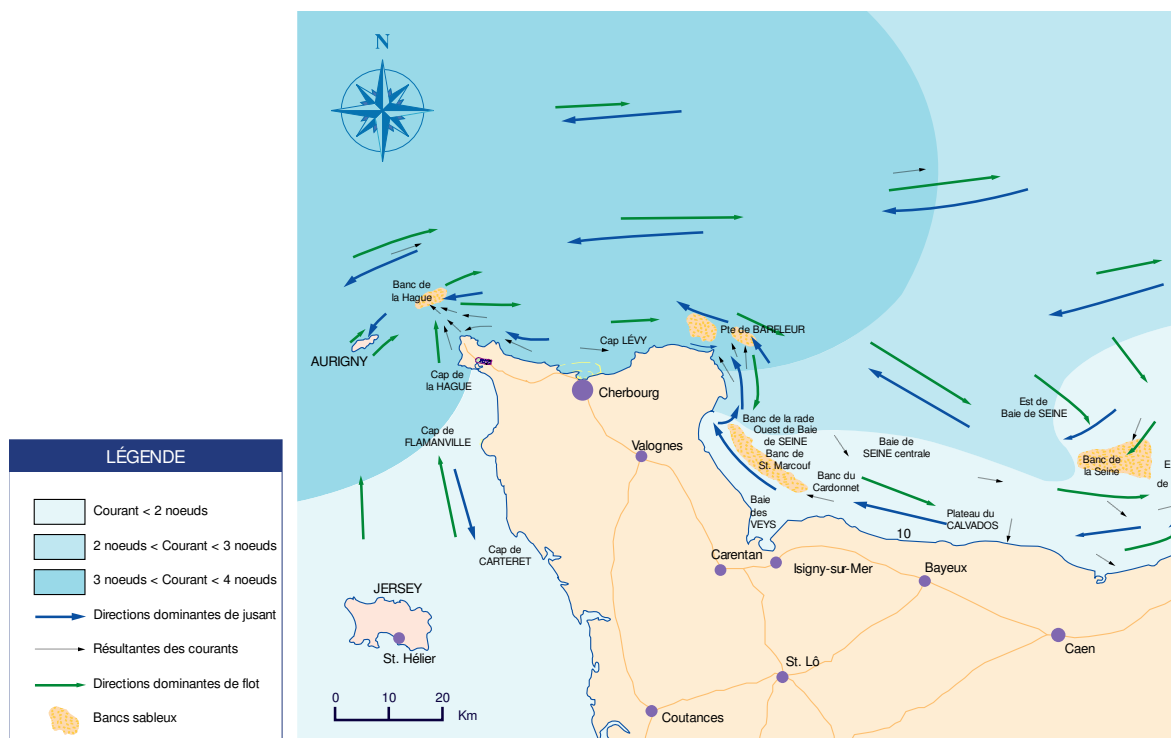 N
Banc de
la Hague
AURIGNY
Cap de
la HAGUE
Cap LÉVY
Pte de BARFLEUR
Cherbourg
Cap de
FLAMANVILLE
Valognes
Banc de la rade
Ouest de Baie
de SEINE
Banc de
St. Marcouf
Baie de
SEINE centrale
Est de
Baie de SEINE
Banc de
la Seine
E
de
Banc du
Cardonnet
Baie
des
VEYS
Plateau du
CALVADOS
10
Cap de
CARTERET
Carentan
Isigny-sur-Mer
Bayeux
JERSEY
St. Hélier
Caen
St. Lô
Coutances
0 10 20
Km
LÉGENDE
Courant < 2 noeuds
2 noeuds < Courant < 3 noeuds
3 noeuds < Courant < 4 noeuds
Directions dominantes de jusant
Résultantes des courants
Directions dominantes de flot
Bancs sableux